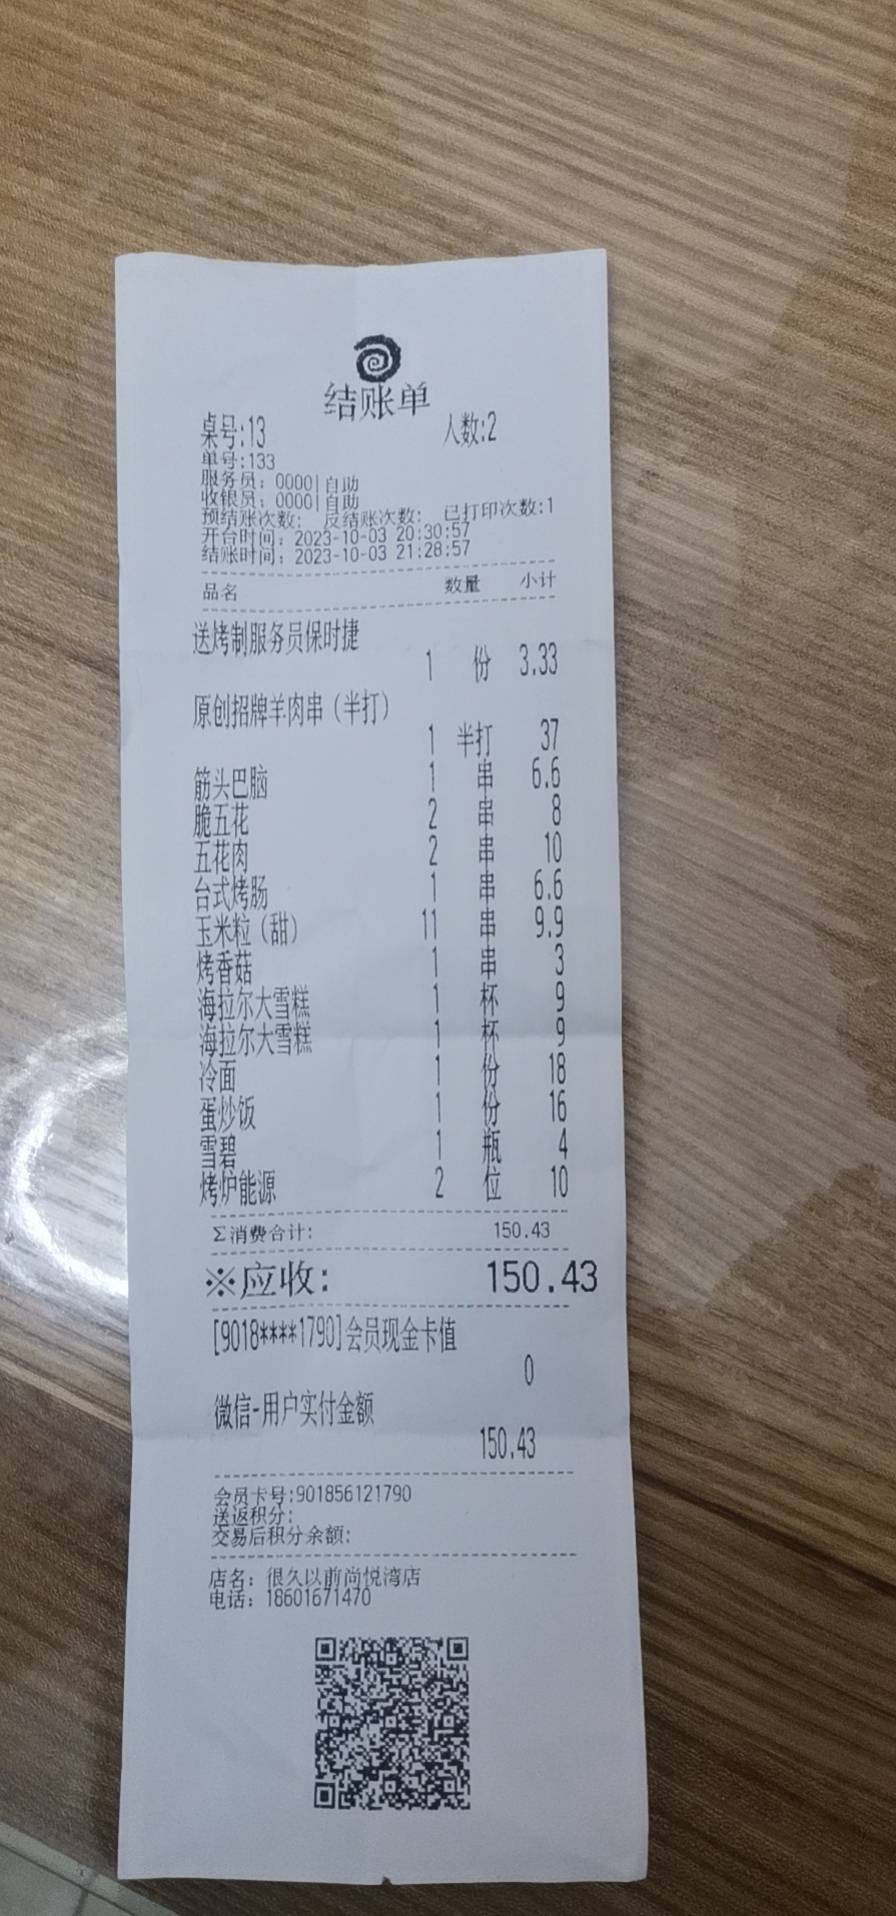 结账单
桌号:13 人数:2
单号:133
服务员：0000|自助
收银员：0000|自助
预结账次数: 反结账次数: 已打印次数:1
开台时间：2023-10-03 20:30:57
结账时间：2023-10-03 21:28:57
品名 数量 小计
送烤制服务员保时捷
1 份 3.33
原创招牌羊肉串（半打）
1 半打 37
筋头巴脑 1 串 6.6
脆五花 2 串 8
五花肉 2 串 10
台式烤肠 1 串 6.6
玉米粒（甜） 11 串 9.9
烤香菇 1 串 3
海拉尔大雪糕 1 杯 9
海拉尔大雪糕 1 杯 9
冷面 1 份 18
蛋炒饭 1 份 16
雪碧 1 瓶 4
烤炉能源 2 位 10
Σ消费合计: 150.43
※应收: 150.43
[9018****1790]会员现金卡值
0
微信-用户实付金额
150.43
会员卡号:901856121790
送返积分:
交易后积分余额:
店名：很久以前尚悦湾店
电话：18601671470